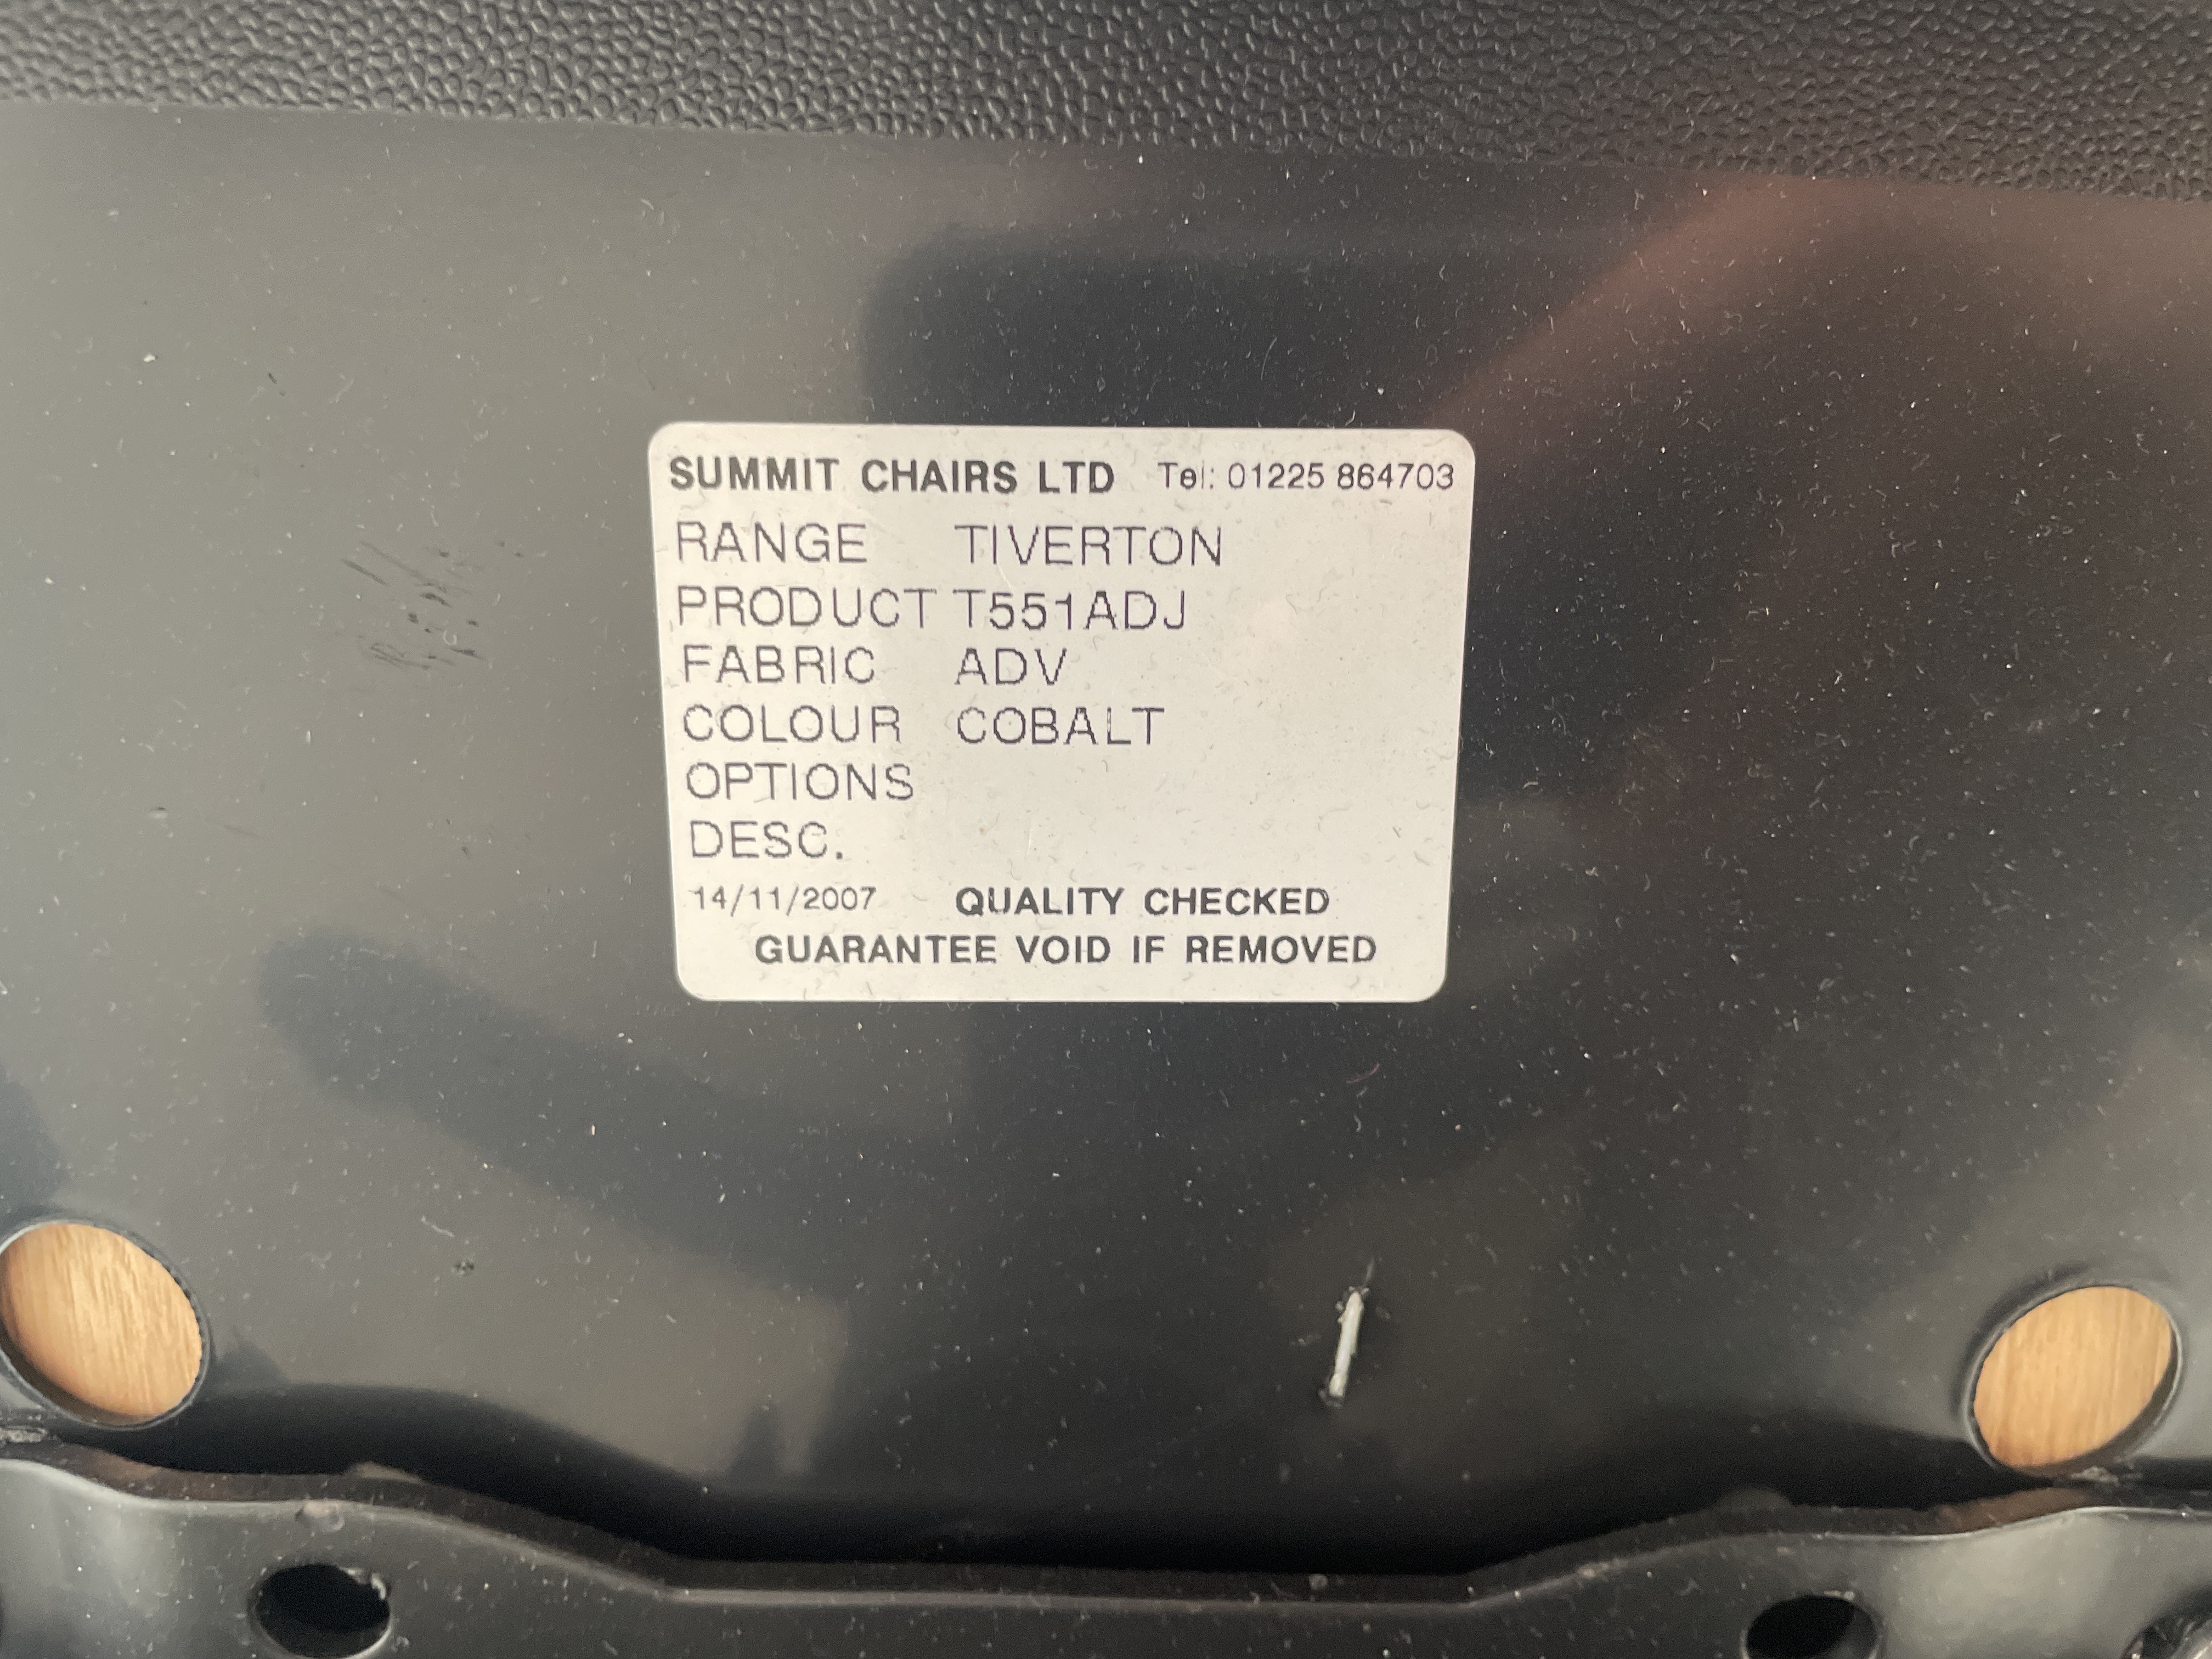 SUMMIT CHAIRS LTD Tel: 01225 864703
RANGE TIVERTON
PRODUCT T551ADJ
FABRIC ADV
COLOUR COBALT
OPTIONS
DESC.
14/11/2007 QUALITY CHECKED
GUARANTEE VOID IF REMOVED